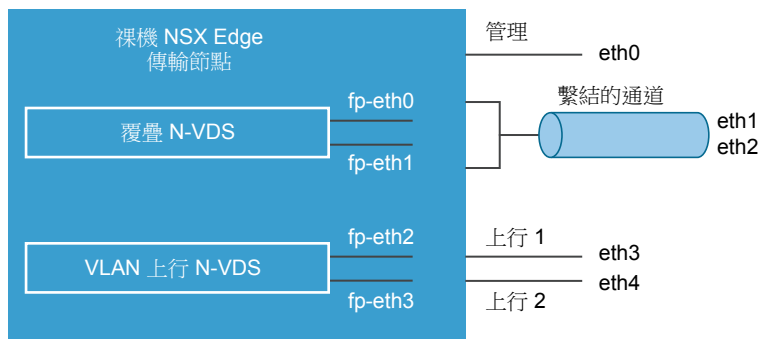 裸機 NSX Edge
傳輸節點
管理
eth0
fp-eth0
覆疊 N-VDS
fp-eth1
繫結的通道
eth1
eth2
fp-eth2
VLAN 上行 N-VDS
fp-eth3
上行 1
eth3
eth4
上行 2